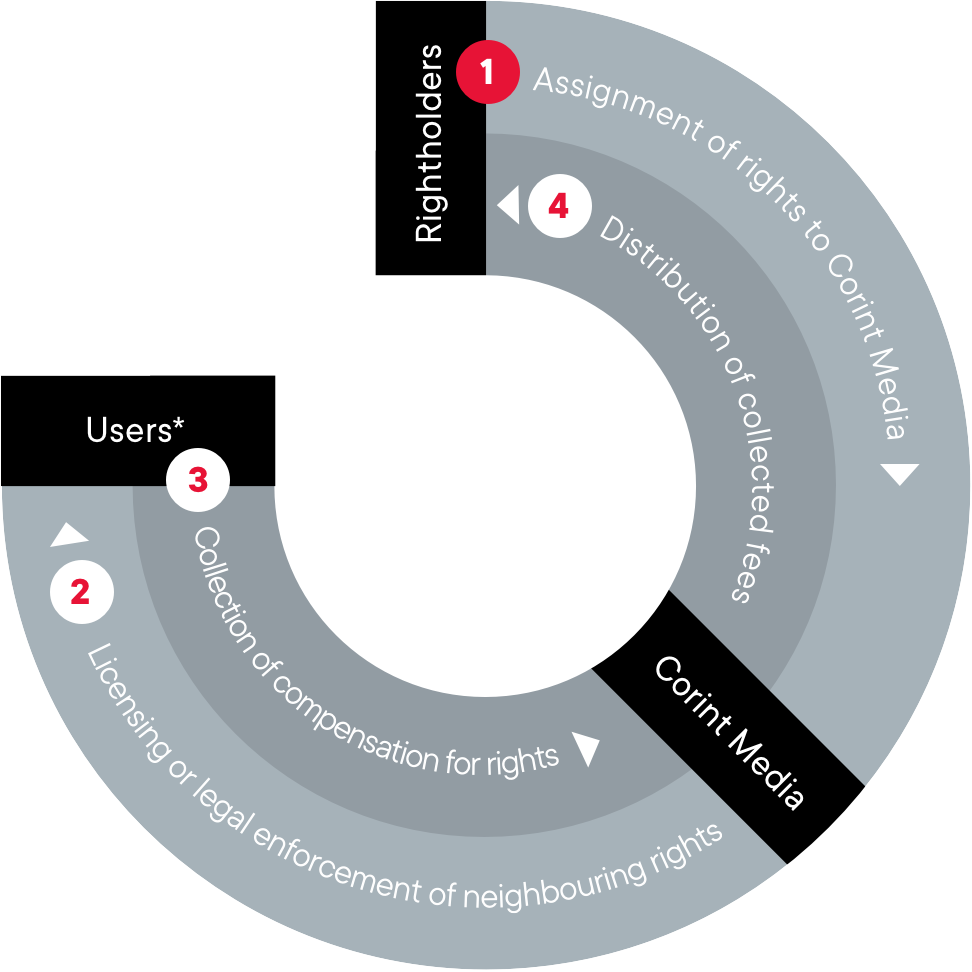 Rightholders
1
Assignment of rights to Corint Media
4
Distribution of collected fees
Users*
3
Collection of compensation for rights
2
Licensing or legal enforcement of neighbouring rights
Corint Media